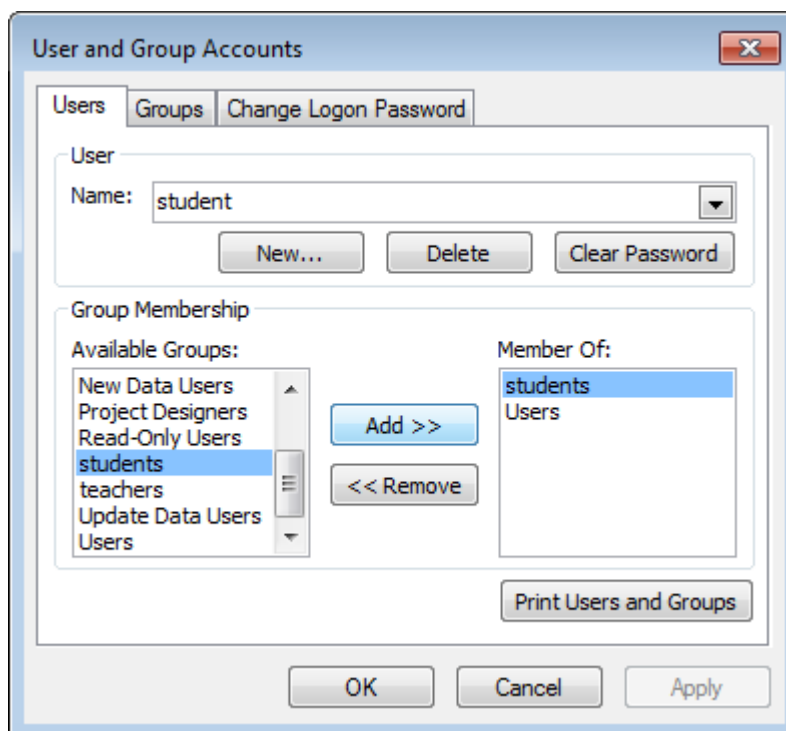 User and Group Accounts
Users Groups Change Logon Password
User
Name: student
New... Delete Clear Password
Group Membership
Available Groups:
New Data Users
Project Designers
Read-Only Users
students
teachers
Update Data Users
Users
Add >>
<< Remove
Member Of:
students
Users
Print Users and Groups
OK Cancel Apply